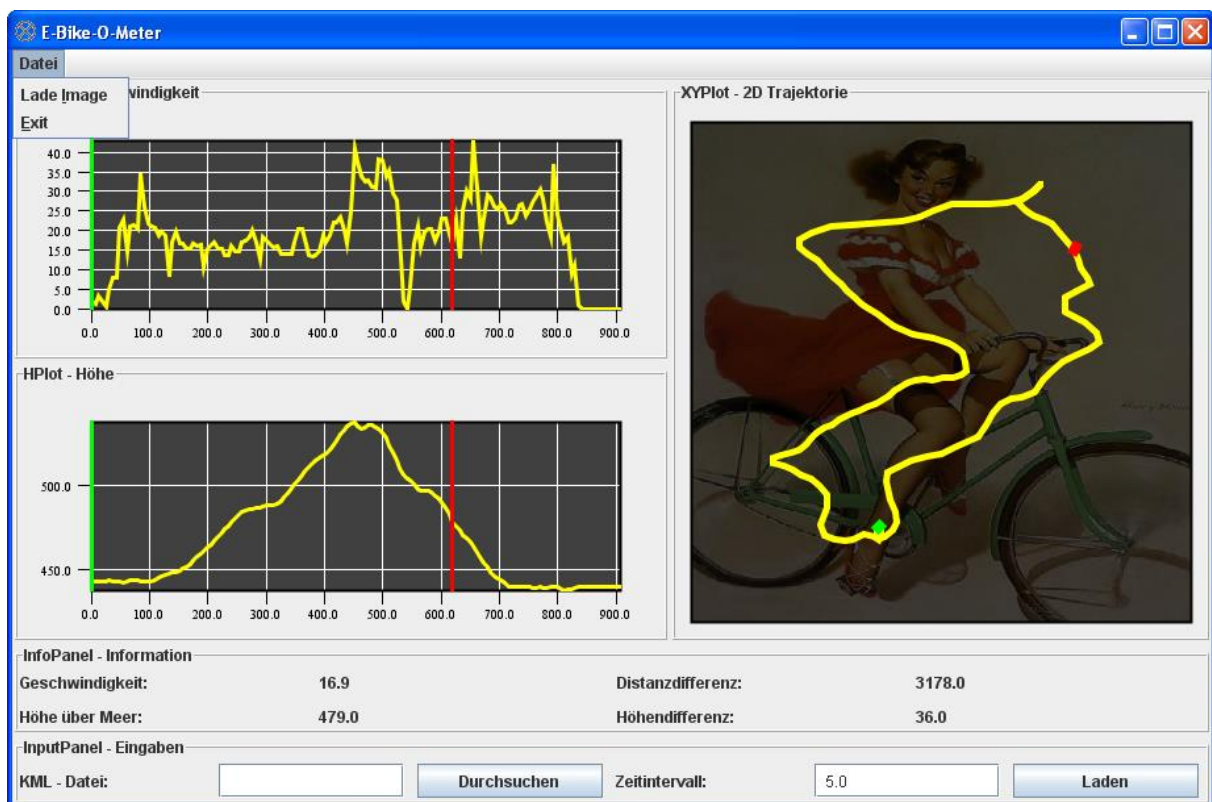 E-Bike-O-Meter
Datei
Lade Image
Exit
windigkeit
40.0
35.0
30.0
25.0
20.0
15.0
10.0
5.0
0.0
0.0 100.0 200.0 300.0 400.0 500.0 600.0 700.0 800.0 900.0
HPlot - Höhe
500.0
450.0
0.0 100.0 200.0 300.0 400.0 500.0 600.0 700.0 800.0 900.0
XYPlot - 2D Trajektorie
InfoPanel - Information
Geschwindigkeit: 16.9 Distanzdifferenz: 3178.0
Höhe über Meer: 479.0 Höhendifferenz: 36.0
InputPanel - Eingaben
KML - Datei: Durchsuchen Zeitintervall: 5.0 Laden